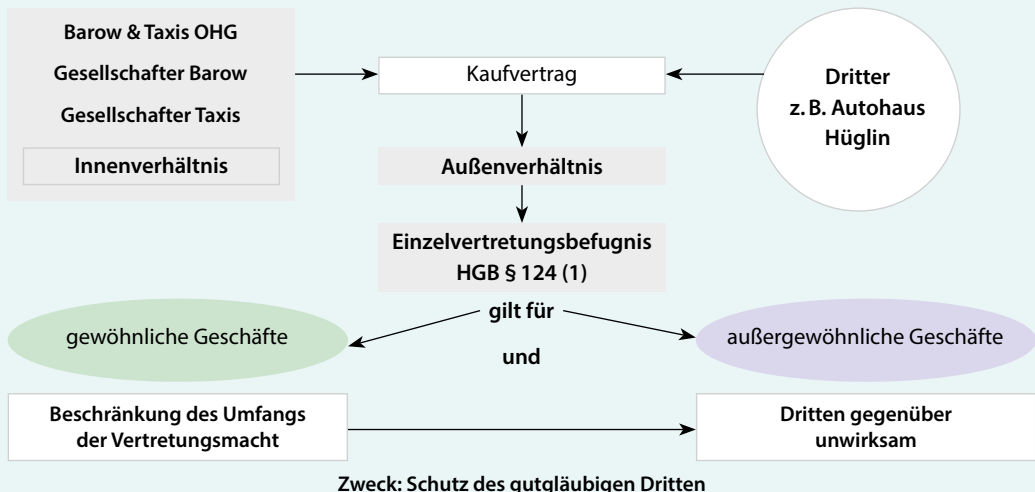 Barow & Taxis OHG
Gesellschafter Barow
Gesellschafter Taxis
Innenverhältnis
Kaufvertrag
Dritter
z. B. Autohaus
Hüglin
Außenverhältnis
Einzelvertretungsbefugnis
HGB § 124 (1)
gilt für
und
gewöhnliche Geschäfte
außergewöhnliche Geschäfte
Beschränkung des Umfangs
der Vertretungsmacht
Dritten gegenüber
unwirksam
Zweck: Schutz des gutgläubigen Dritten